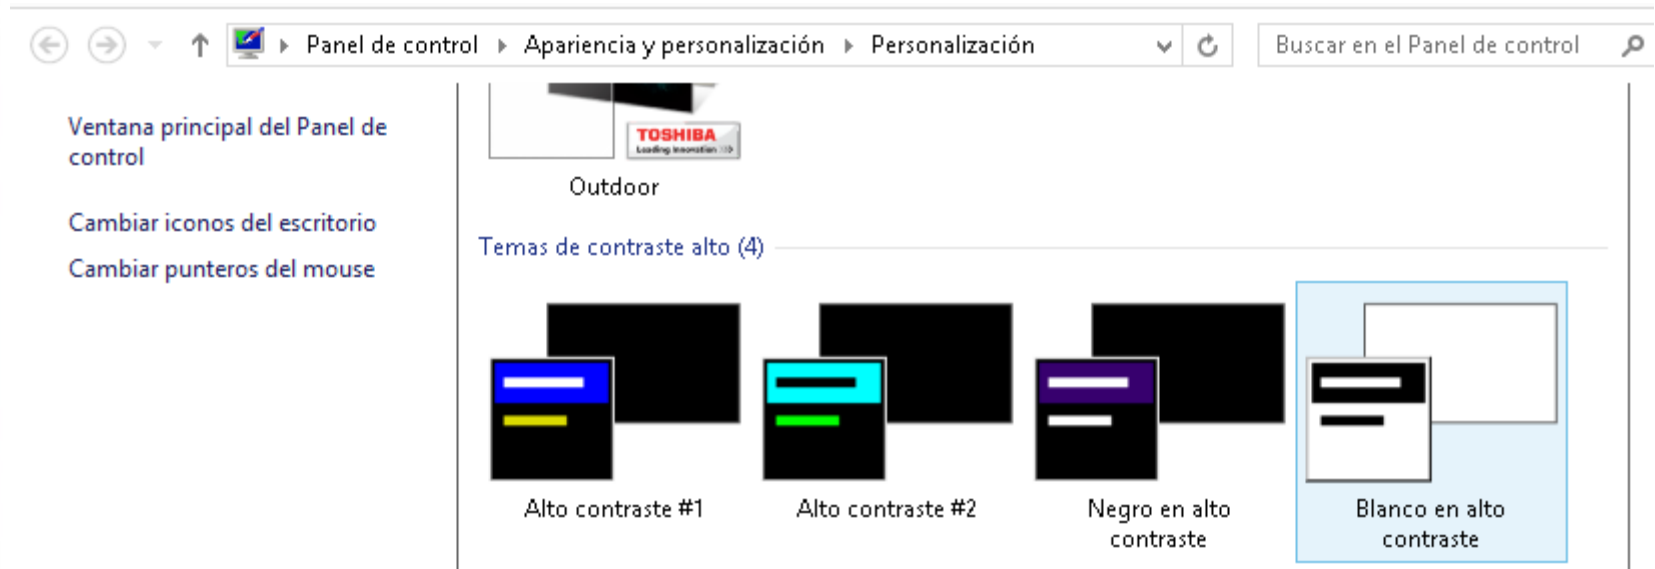 Panel de control
Apariencia y personalización
Personalización
Buscar en el Panel de control
Ventana principal del Panel de
control
Cambiar iconos del escritorio
Cambiar punteros del mouse
TOSHIBA
Leading Innovation >>>
Outdoor
Temas de contraste alto (4)
Alto contraste #1
Alto contraste #2
Negro en alto
contraste
Blanco en alto
contraste